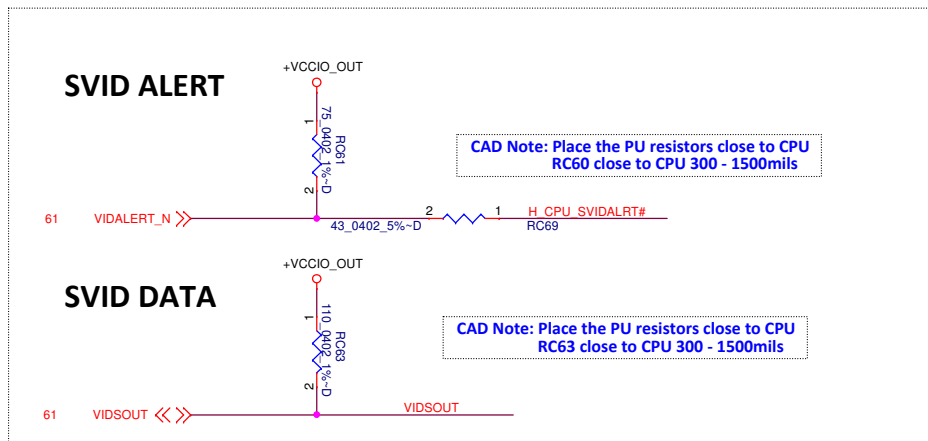 SVID ALERT
+VCCIO_OUT
1
75_0402_1%~D
RC61
2
CAD Note: Place the PU resistors close to CPU
RC60 close to CPU 300 - 1500mils
61 VIDALERT_N
43_0402_5%~D
2
1
H_CPU_SVIDALRT#
RC69
SVID DATA
+VCCIO_OUT
1
110_0402_1%~D
RC63
2
CAD Note: Place the PU resistors close to CPU
RC63 close to CPU 300 - 1500mils
61 VIDSOUT
VIDSOUT